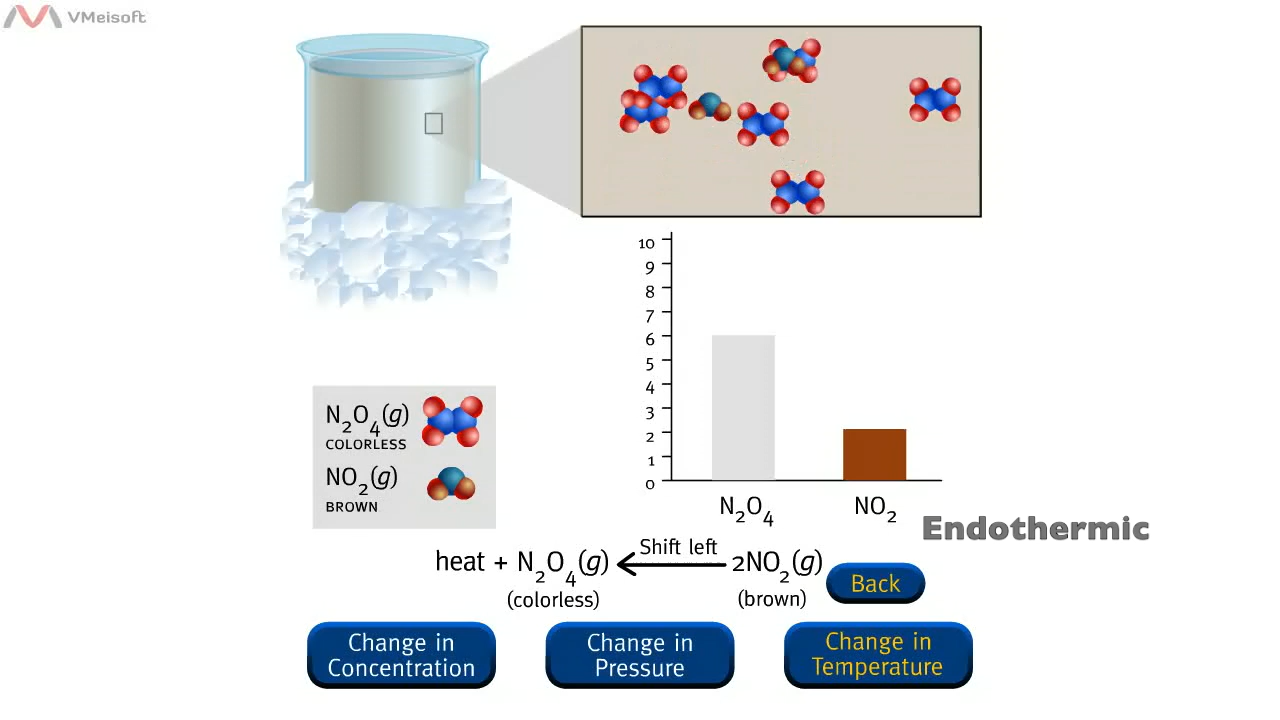 VMeisoft
10
9
8
7
6
5
4
3
2
1
0
N₂O₄ NO₂
N₂O₄(g)
COLORLESS
NO₂(g)
BROWN
Endothermic
Shift left
heat + N₂O₄(g) ← 2NO₂(g)
(colorless) (brown)
Back
Change in
Concentration
Change in
Pressure
Change in
Temperature